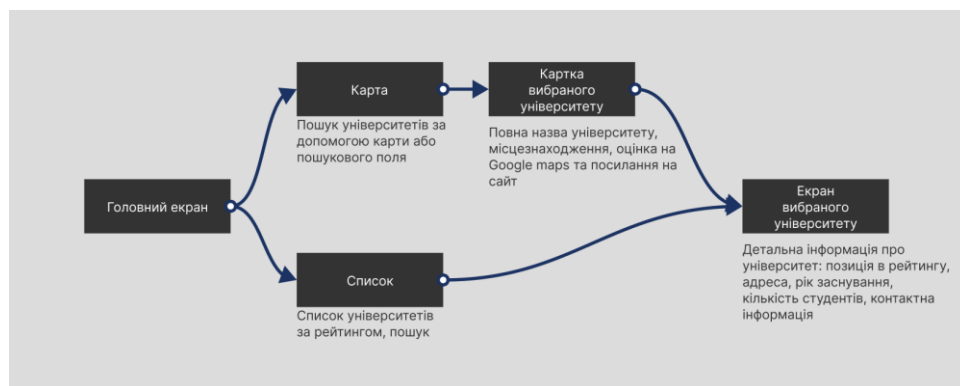 Карта
Пошук університетів за
допомогою карти або
пошукового поля
Картка
вибраного
університету
Повна назва університету,
місцезнаходження, оцінка на
Google maps та посилання на
сайт
Головний екран
Екран
вибраного
університету
Детальна інформація про
університет: позиція в рейтингу,
адреса, рік заснування,
кількість студентів, контактна
інформація
Список
Список університетів
за рейтингом, пошук